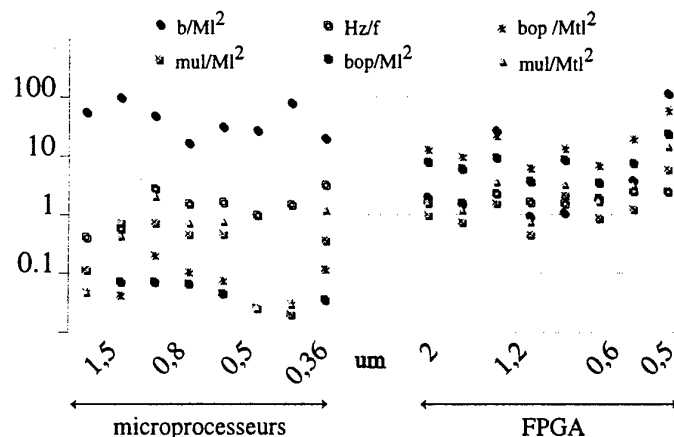 b/Ml2 Hz/f bop /Mtl2
mul/Ml2 bop/Ml2 mul/Mtl2
100
10
1
0.1
1,5 0,8 0,5 0,36 um 2 1,2 0,6 0,5
microprocesseurs FPGA